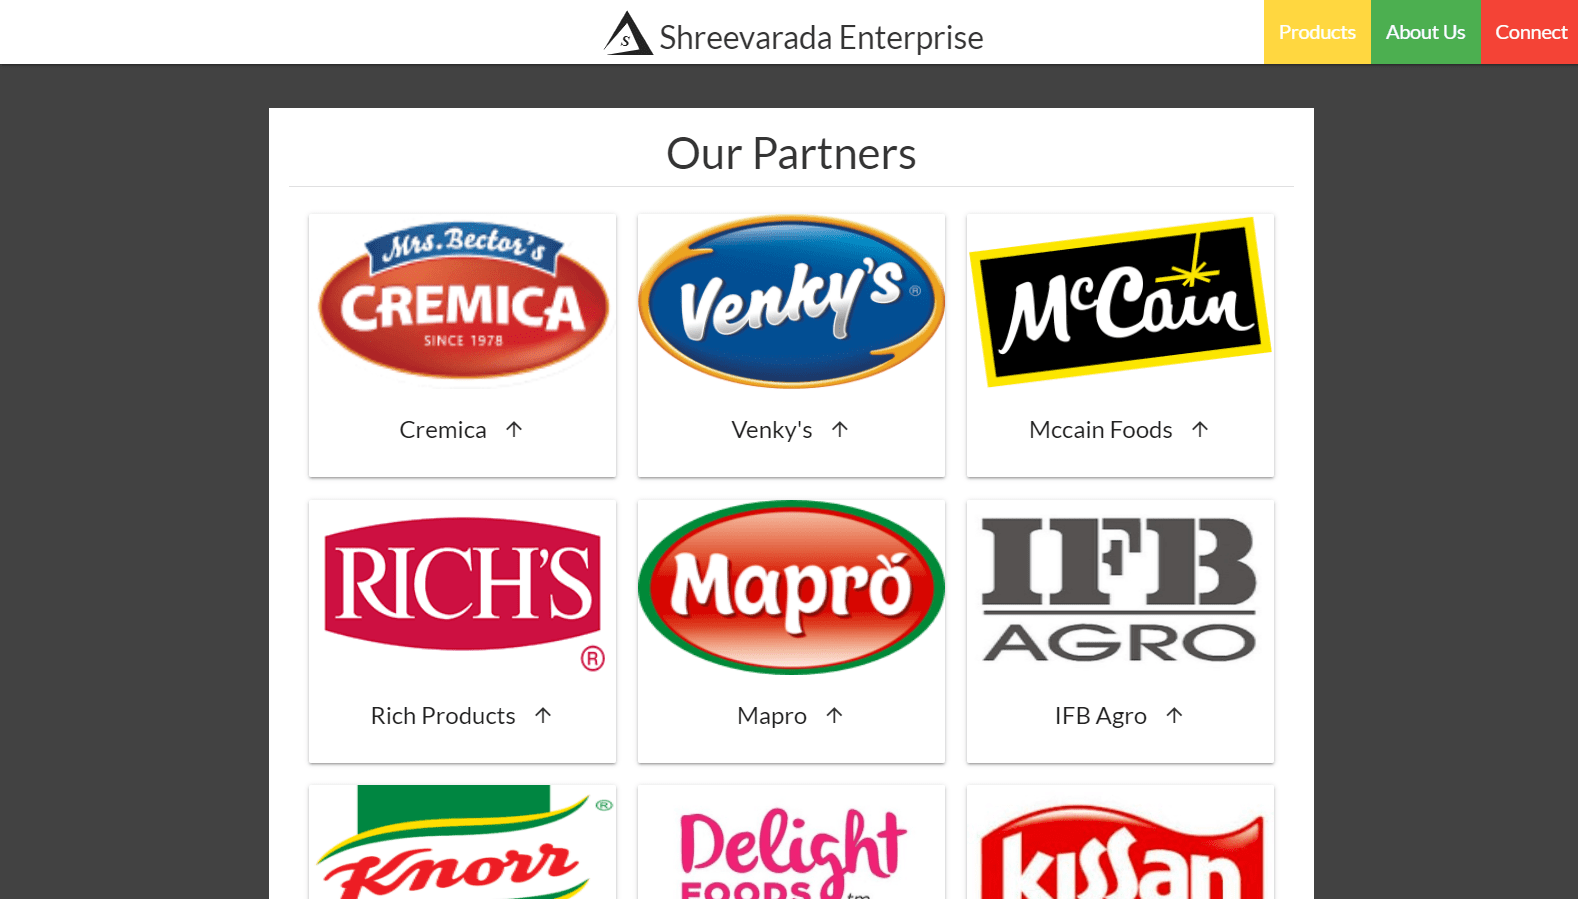 S Shreevarada Enterprise
Products About Us Connect
Our Partners
Mrs. Bector's
CREMICA
SINCE 1978
Venky's ®
McCain
Cremica
Venky's
Mccain Foods
RICH'S
®
Maprŏ
IFB
AGRO
Rich Products
Mapro
IFB Agro
Knorr ®
Delight
FOODS tm
Kissan